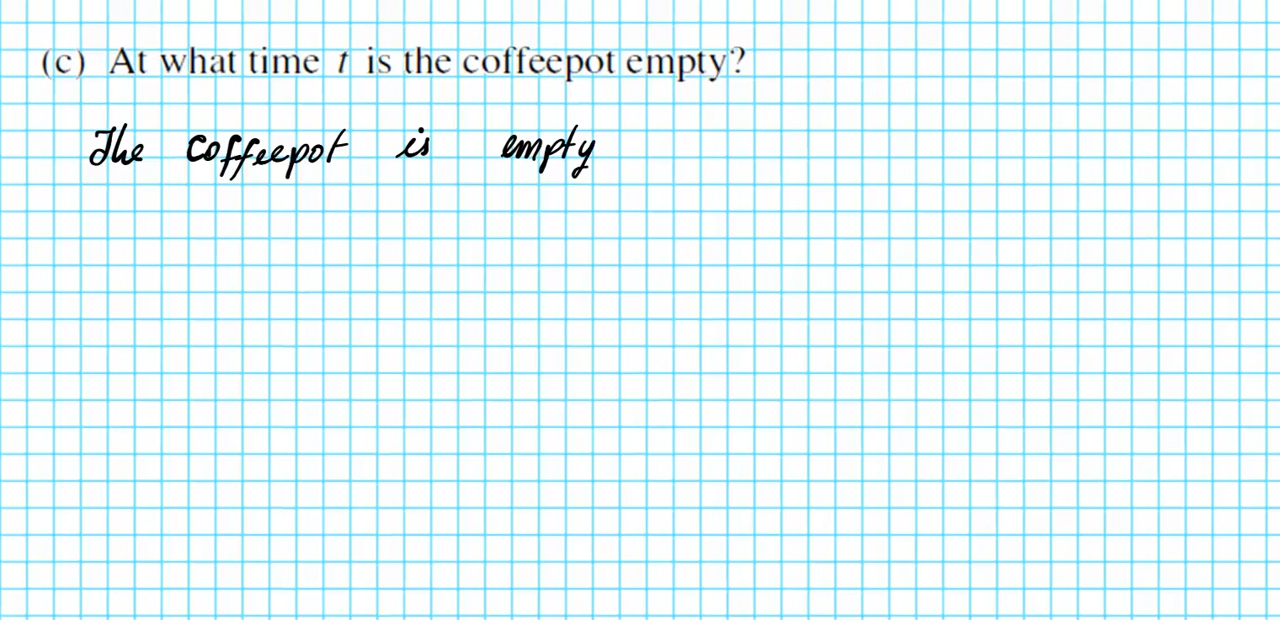 (c) At what time t is the coffeepot empty?
The coffeepot is empty